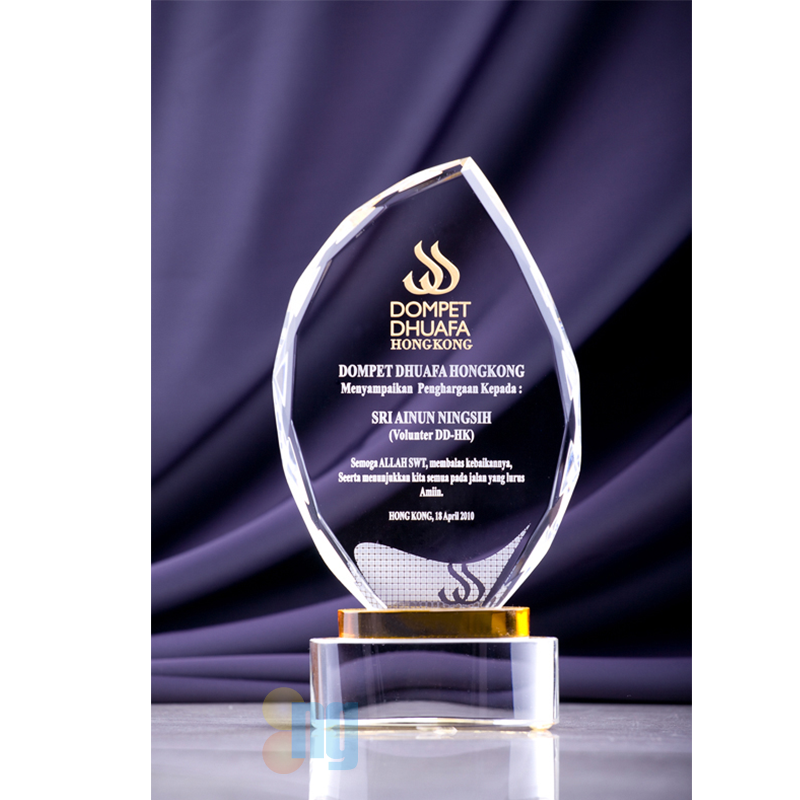 DOMPET
DHUAFA
HONGKONG
DOMPET DHUAFA HONGKONG
Menyampaikan Penghargaan Kepada :
SRI AINUN NINGSIH
(Volunter DD-HK)
Semoga ALLAH SWT, membalas kebaikannya,
Seerta menunjukkan kita semua pada jalan yang lurus
Amiin.
HONG KONG, 18 April 2010